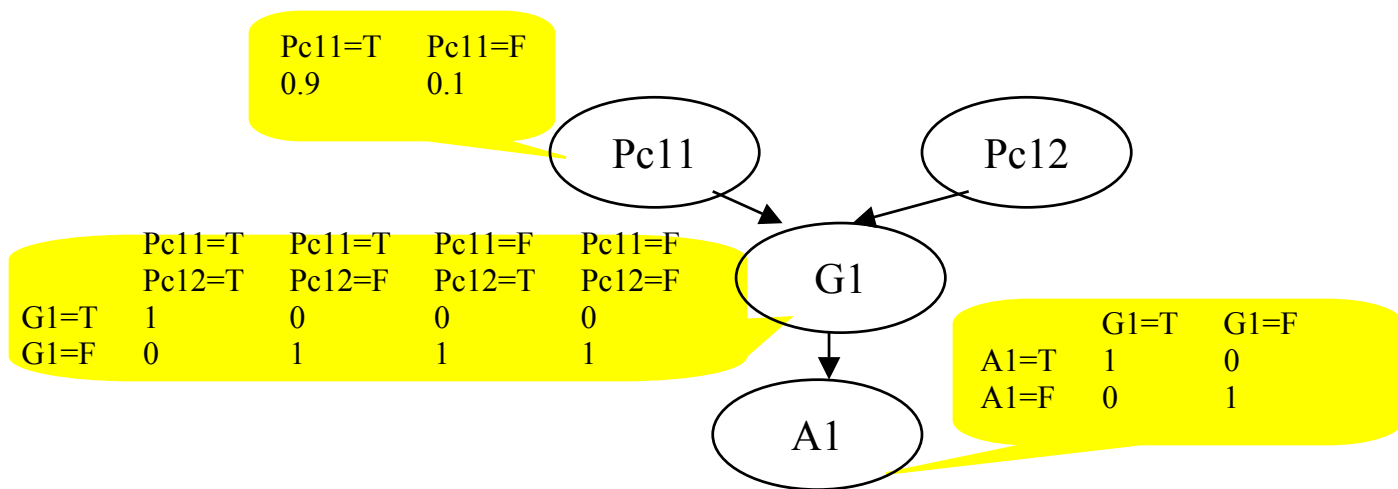 Pc11=T Pc11=F
0.9 0.1
Pc11 Pc12
Pc11=T Pc11=T Pc11=F Pc11=F
Pc12=T Pc12=F Pc12=T Pc12=F
G1=T 1 0 0 0
G1=F 0 1 1 1
G1
G1=T G1=F
A1=T 1 0
A1=F 0 1
A1